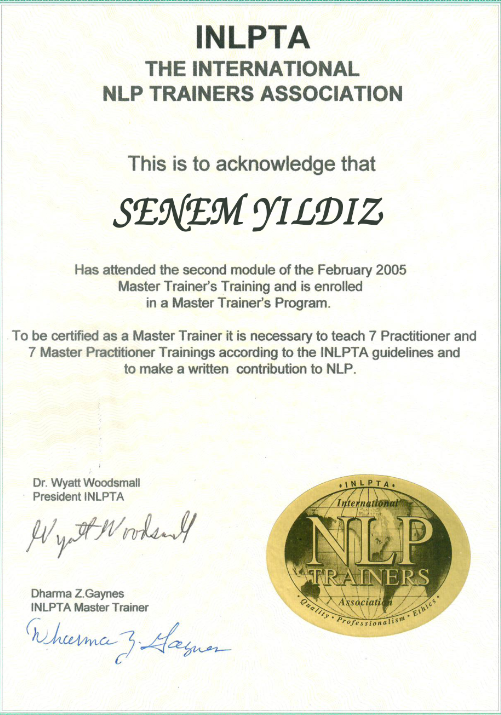 INLPTA
THE INTERNATIONAL
NLP TRAINERS ASSOCIATION
This is to acknowledge that
SENEM YILDIZ
Has attended the second module of the February 2005
Master Trainer's Training and is enrolled
in a Master Trainer's Program.
To be certified as a Master Trainer it is necessary to teach 7 Practitioner and
7 Master Practitioner Trainings according to the INLPTA guidelines and
to make a written contribution to NLP.
Dr. Wyatt Woodsmall
President INLPTA
Wyatt Woodsmall
Dharma Z.Gaynes
INLPTA Master Trainer
Dharma Z. Gaynes
• INLPTA •
International
NLP
TRAINERS
Association
• Quality • Professionalism • Ethics •